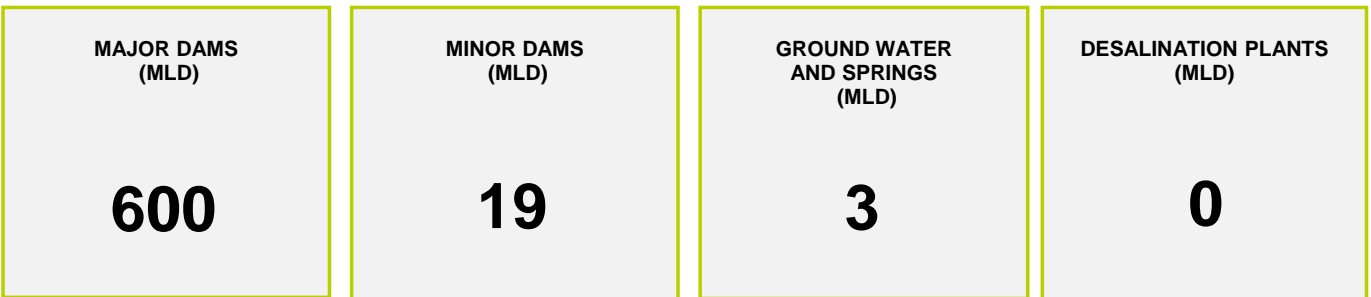 MAJOR DAMS
(MLD)
600
MINOR DAMS
(MLD)
19
GROUND WATER
AND SPRINGS
(MLD)
3
DESALINATION PLANTS
(MLD)
0